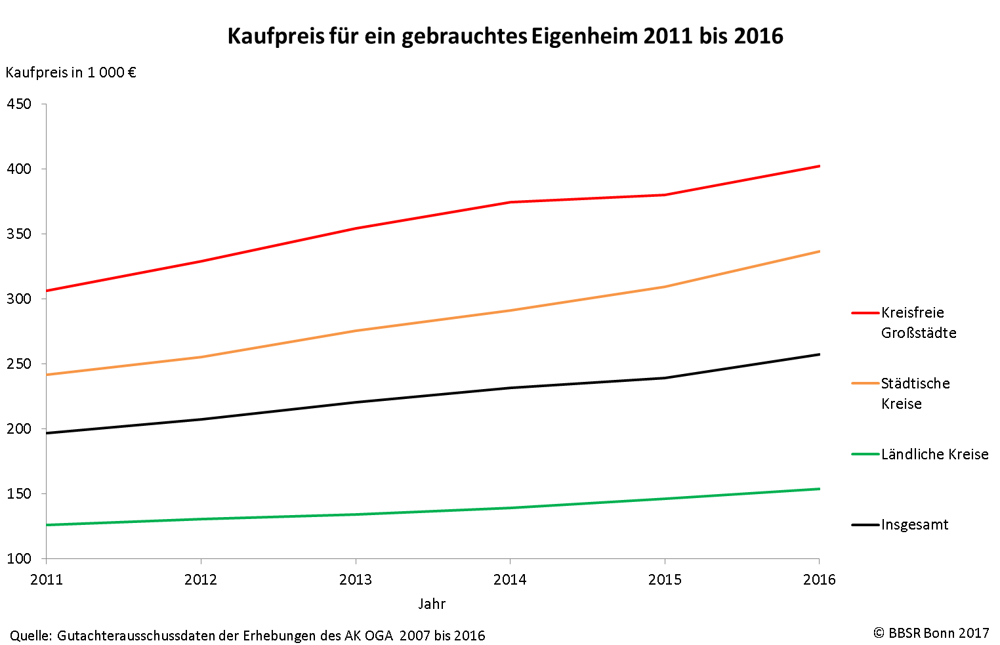 Kaufpreis für ein gebrauchtes Eigenheim 2011 bis 2016
Kaufpreis in 1 000 €
450
400
350
300
250
200
150
100
2011 2012 2013 2014 2015 2016
Jahr
Kreisfreie
Großstädte
Städtische
Kreise
Ländliche Kreise
Insgesamt
Quelle: Gutachterausschussdaten der Erhebungen des AK OGA 2007 bis 2016
© BBSR Bonn 2017